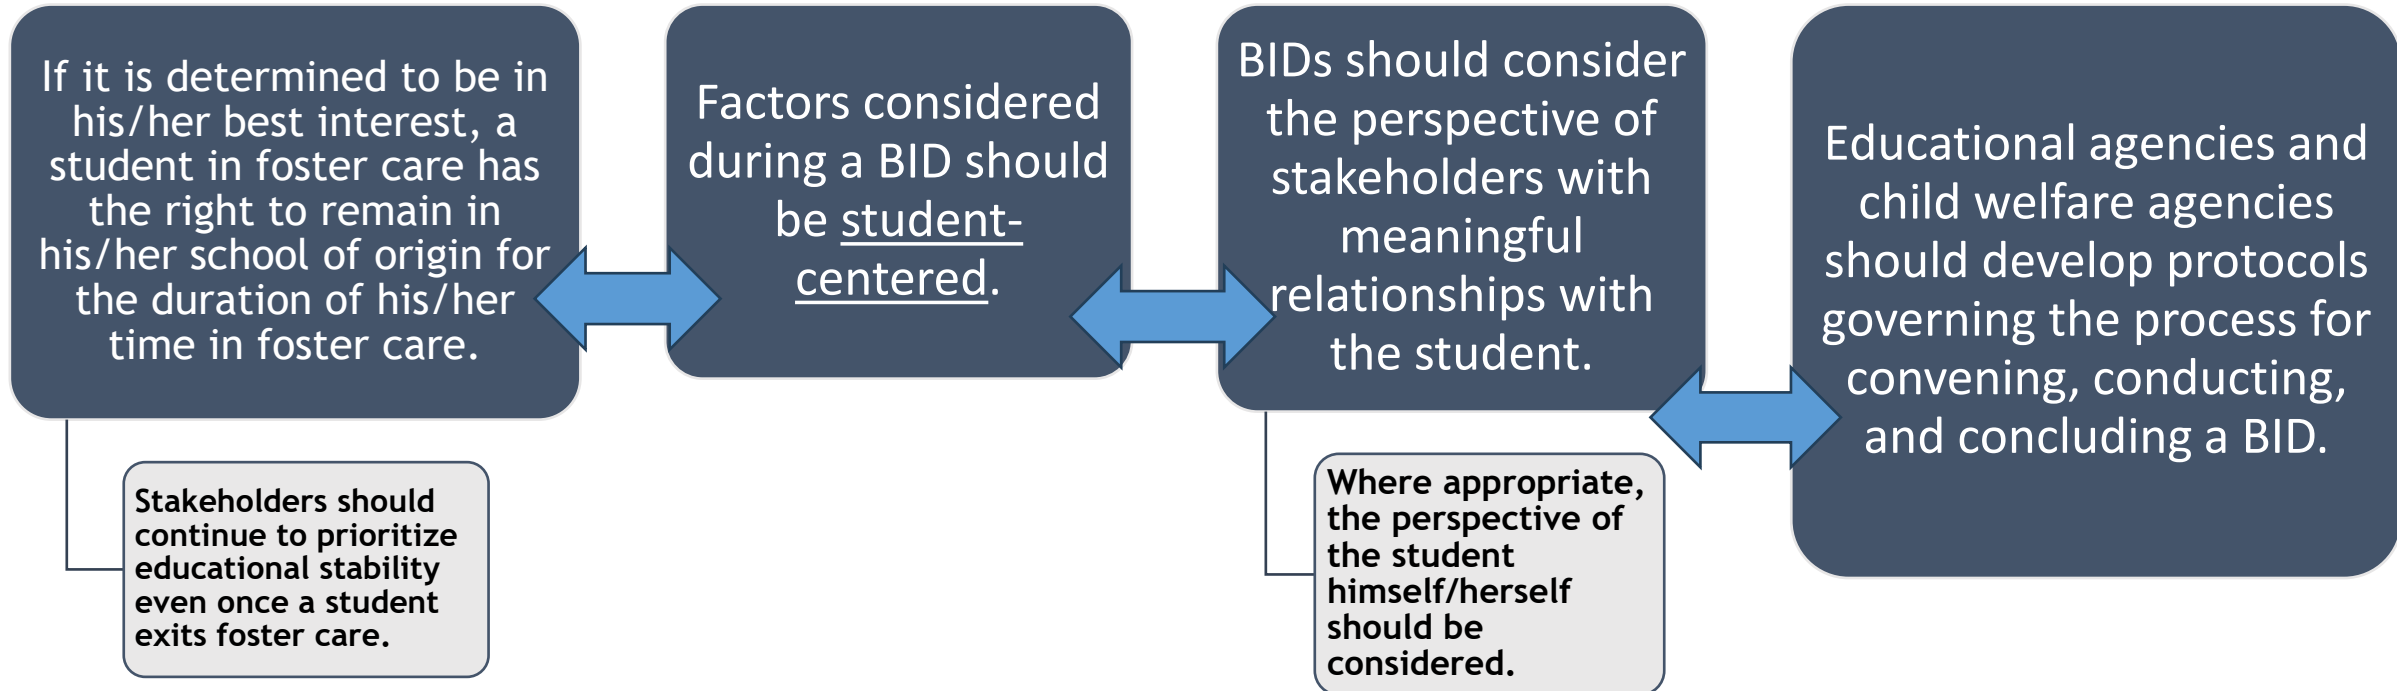 If it is determined to be in
his/her best interest, a
student in foster care has
the right to remain in
his/her school of origin for
the duration of his/her
time in foster care.
Stakeholders should
continue to prioritize
educational stability
even once a student
exits foster care.
Factors considered
during a BID should
be student-
centered.
BIDs should consider
the perspective of
stakeholders with
meaningful
relationships with
the student.
Where appropriate,
the perspective of
the student
himself/herself
should be
considered.
Educational agencies and
child welfare agencies
should develop protocols
governing the process for
convening, conducting,
and concluding a BID.